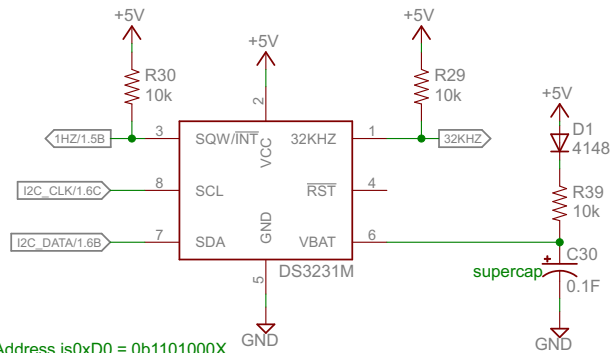 +5V
+5V
+5V
R30
10k
R29
10k
+5V
D1
4148
2
1HZ/1.5B
3
SQW/INT
VCC
32KHZ
1
32KHZ
I2C_CLK/1.6C
8
SCL
RST
4
R39
10k
I2C_DATA/1.6B
7
SDA
GND
VBAT
6
5
DS3231M
C30
supercap
+
0.1F
GND
GND
Address is0xD0 = 0b1101000X